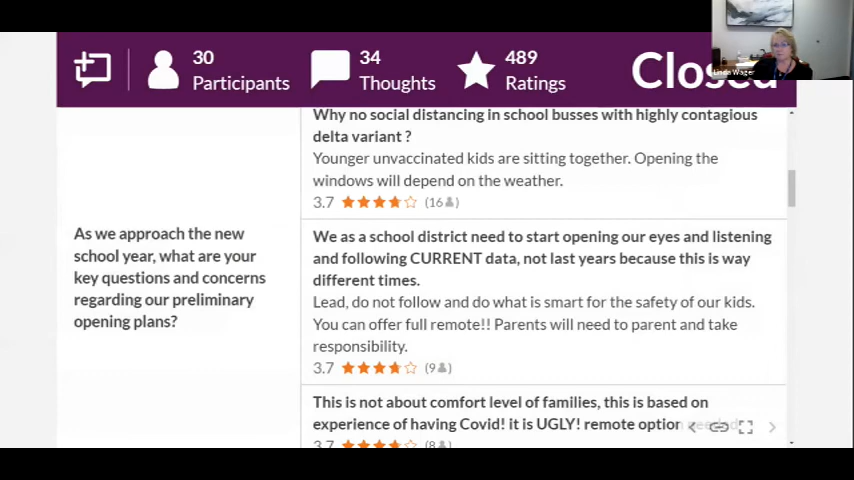 30
Participants
34
Thoughts
489
Ratings
Closed
Linda Wager
Why no social distancing in school busses with highly contagious
delta variant ?
Younger unvaccinated kids are sitting together. Opening the
windows will depend on the weather.
3.7 (16)
As we approach the new
school year, what are your
key questions and concerns
regarding our preliminary
opening plans?
We as a school district need to start opening our eyes and listening
and following CURRENT data, not last years because this is way
different times.
Lead, do not follow and do what is smart for the safety of our kids.
You can offer full remote!! Parents will need to parent and take
responsibility.
3.7 (9)
This is not about comfort level of families, this is based on
experience of having Covid! it is UGLY! remote option needed
3.7 (8)